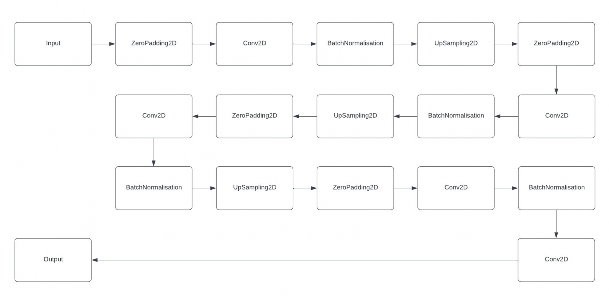 Input
ZeroPadding2D
Conv2D
BatchNormalisation
UpSampling2D
ZeroPadding2D
Conv2D
BatchNormalisation
UpSampling2D
ZeroPadding2D
Conv2D
BatchNormalisation
UpSampling2D
ZeroPadding2D
Conv2D
BatchNormalisation
Conv2D
Output